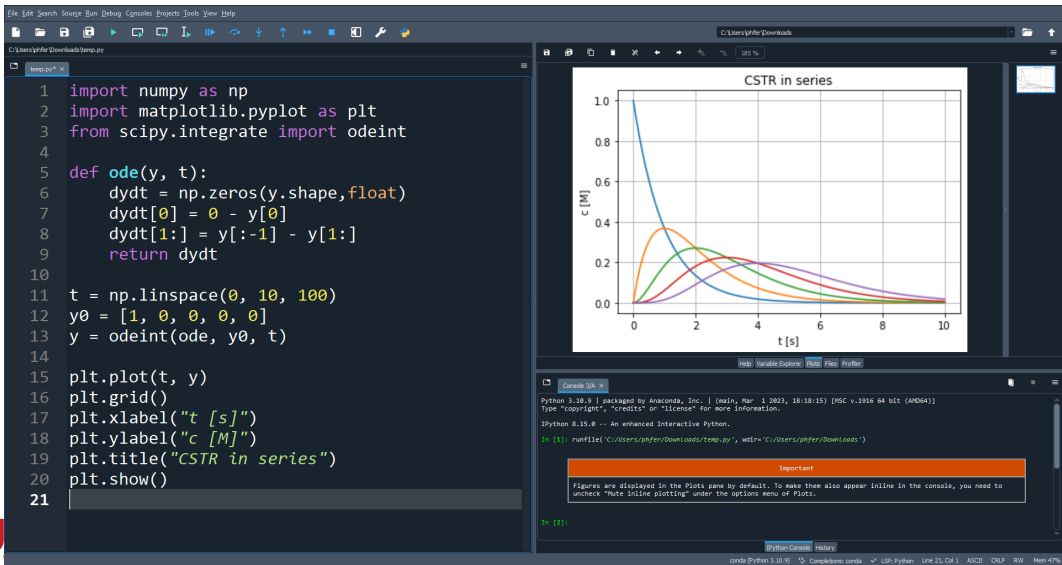 File Edit Search Source Run Debug Consoles Projects Tools View Help
C:\Users\phfer\Downloads
C:\Users\phfer\Downloads\temp.py
temp.py* ×
185 %
1 import numpy as np
2 import matplotlib.pyplot as plt
3 from scipy.integrate import odeint
4
5 def ode(y, t):
6 dydt = np.zeros(y.shape,float)
7 dydt[0] = 0 - y[0]
8 dydt[1:] = y[:-1] - y[1:]
9 return dydt
10
11 t = np.linspace(0, 10, 100)
12 y0 = [1, 0, 0, 0, 0]
13 y = odeint(ode, y0, t)
14
15 plt.plot(t, y)
16 plt.grid()
17 plt.xlabel("t [s]")
18 plt.ylabel("c [M]")
19 plt.title("CSTR in series")
20 plt.show()
21
CSTR in series
1.0
0.8
0.6
0.4
0.2
0.0
c [M]
0 2 4 6 8 10
t [s]
Help Variable Explorer Plots Files Profiler
Console 3/A ×
Python 3.10.9 | packaged by Anaconda, Inc. | (main, Mar 1 2023, 18:18:15) [MSC v.1916 64 bit (AMD64)]
Type "copyright", "credits" or "license" for more information.
IPython 8.15.0 -- An enhanced Interactive Python.
In [1]: runfile('C:/Users/phfer/Downloads/temp.py', wdir='C:/Users/phfer/Downloads')
Important
Figures are displayed in the Plots pane by default. To make them also appear inline in the console, you need to
uncheck "Mute inline plotting" under the options menu of Plots.
In [2]:
IPython Console History
conda (Python 3.10.9) Completions: conda ✓ LSP: Python Line 21, Col 1 ASCII CRLF RW Mem 47%